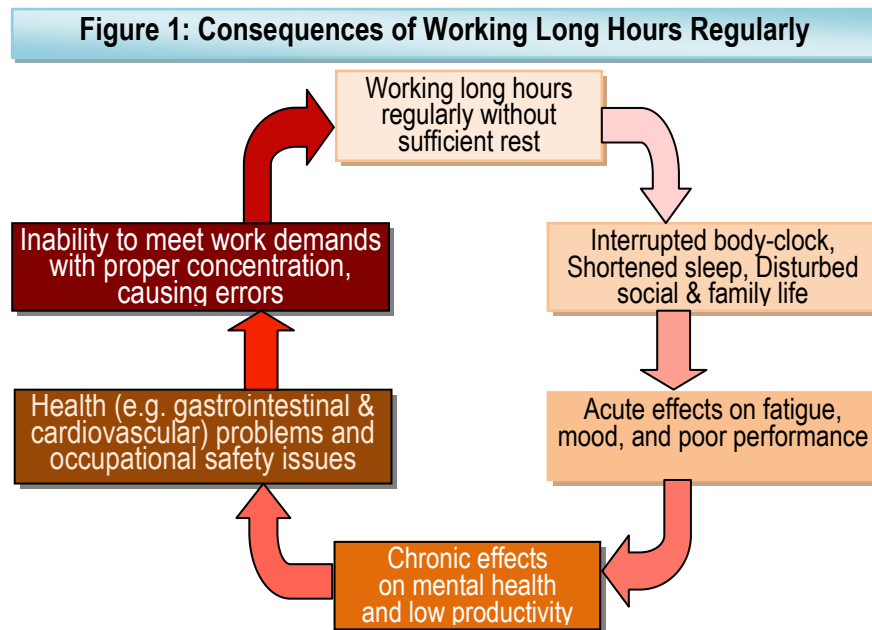 Figure 1: Consequences of Working Long Hours Regularly
Working long hours
regularly without
sufficient rest
Interrupted body-clock,
Shortened sleep, Disturbed
social & family life
Acute effects on fatigue,
mood, and poor performance
Chronic effects
on mental health
and low productivity
Health (e.g. gastrointestinal &
cardiovascular) problems and
occupational safety issues
Inability to meet work demands
with proper concentration,
causing errors